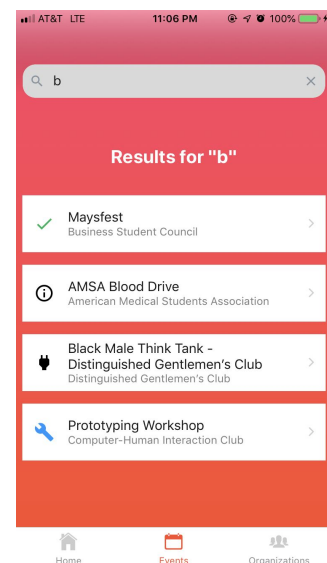 AT&T LTE 11:06 PM 100%
b
Results for "b"
Maysfest
Business Student Council
AMSA Blood Drive
American Medical Students Association
Black Male Think Tank -
Distinguished Gentlemen's Club
Distinguished Gentlemen's Club
Prototyping Workshop
Computer-Human Interaction Club
Home Events Organizations